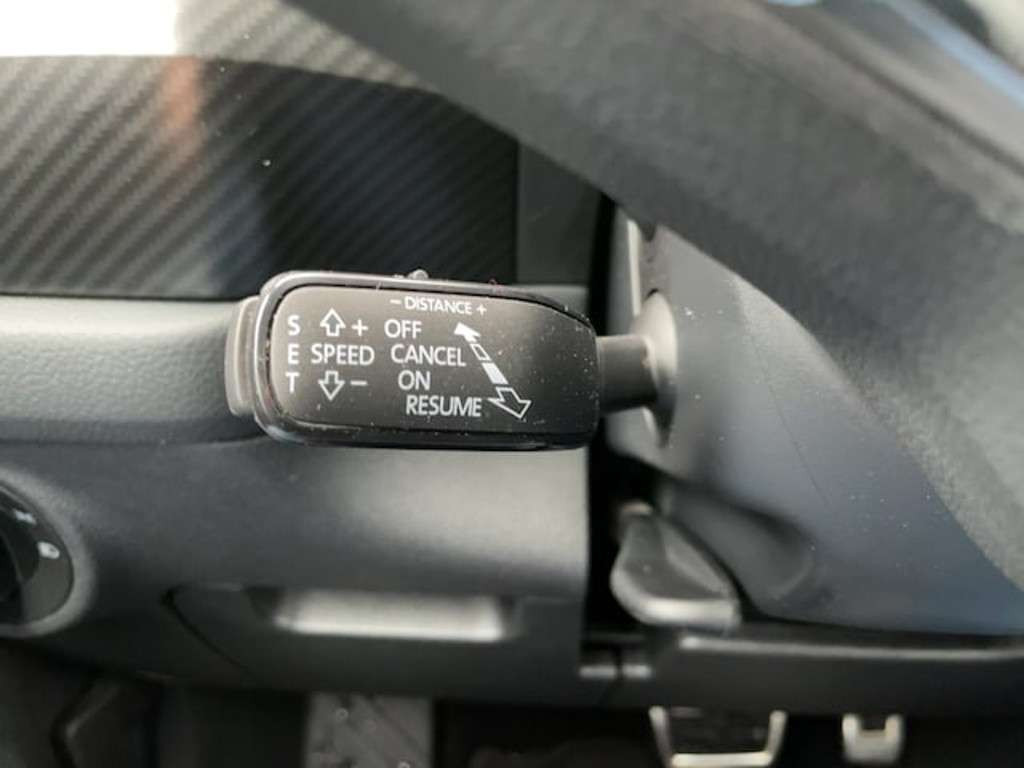 - DISTANCE +
S + OFF
E SPEED CANCEL
T - ON
RESUME